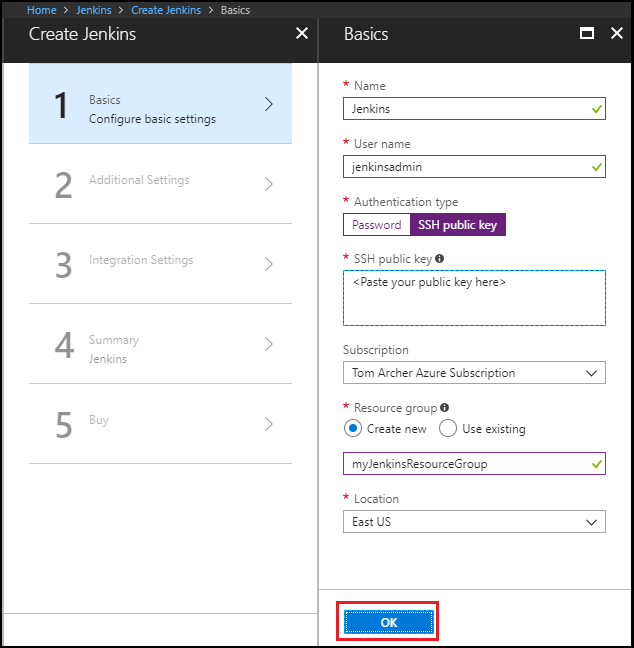 Home > Jenkins > Create Jenkins > Basics
Create Jenkins
1
Basics
Configure basic settings
2
Additional Settings
3
Integration Settings
4
Summary
Jenkins
5
Buy
Basics
* Name
Jenkins
* User name
jenkinsadmin
* Authentication type
Password SSH public key
* SSH public key
<Paste your public key here>
Subscription
Tom Archer Azure Subscription
* Resource group
Create new Use existing
myJenkinsResourceGroup
* Location
East US
OK